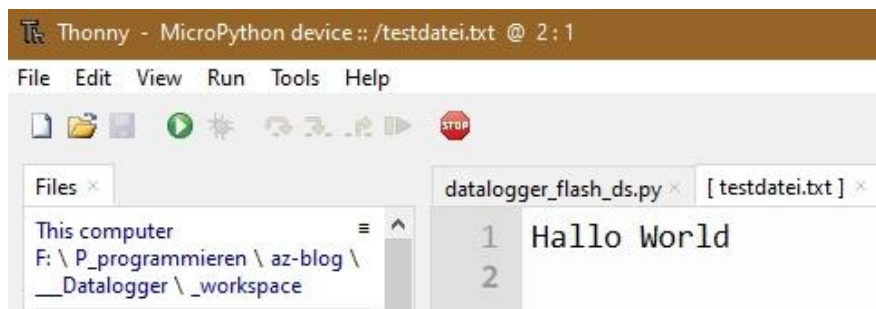 Thonny - MicroPython device :: /testdatei.txt @ 2 : 1
File Edit View Run Tools Help
STOP
Files ×
datalogger_flash_ds.py × [ testdatei.txt ] ×
This computer ≡
F: \ P_programmieren \ az-blog \
__Datalogger \ _workspace
1 Hallo World
2